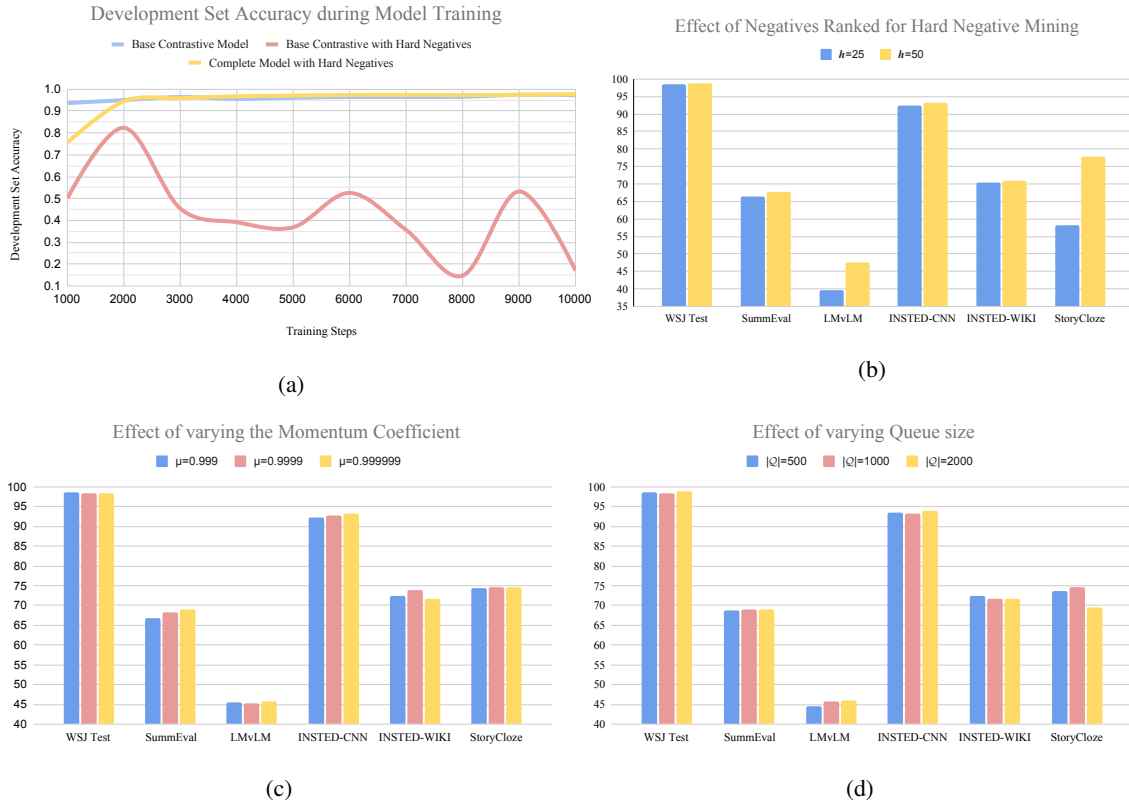 Development Set Accuracy during Model Training
Base Contrastive Model Base Contrastive with Hard Negatives
Complete Model with Hard Negatives
Development Set Accuracy
1.0
0.9
0.8
0.7
0.6
0.5
0.4
0.3
0.2
0.1
1000 2000 3000 4000 5000 6000 7000 8000 9000 10000
Training Steps
(a)
Effect of Negatives Ranked for Hard Negative Mining
h=25 h=50
100
95
90
85
80
75
70
65
60
55
50
45
40
35
WSJ Test SummEval LMvLM INSTED-CNN INSTED-WIKI StoryCloze
(b)
Effect of varying the Momentum Coefficient
μ=0.999 μ=0.9999 μ=0.999999
100
95
90
85
80
75
70
65
60
55
50
45
40
WSJ Test SummEval LMvLM INSTED-CNN INSTED-WIKI StoryCloze
(c)
Effect of varying Queue size
|𝒬|=500 |𝒬|=1000 |𝒬|=2000
100
95
90
85
80
75
70
65
60
55
50
45
40
WSJ Test SummEval LMvLM INSTED-CNN INSTED-WIKI StoryCloze
(d)